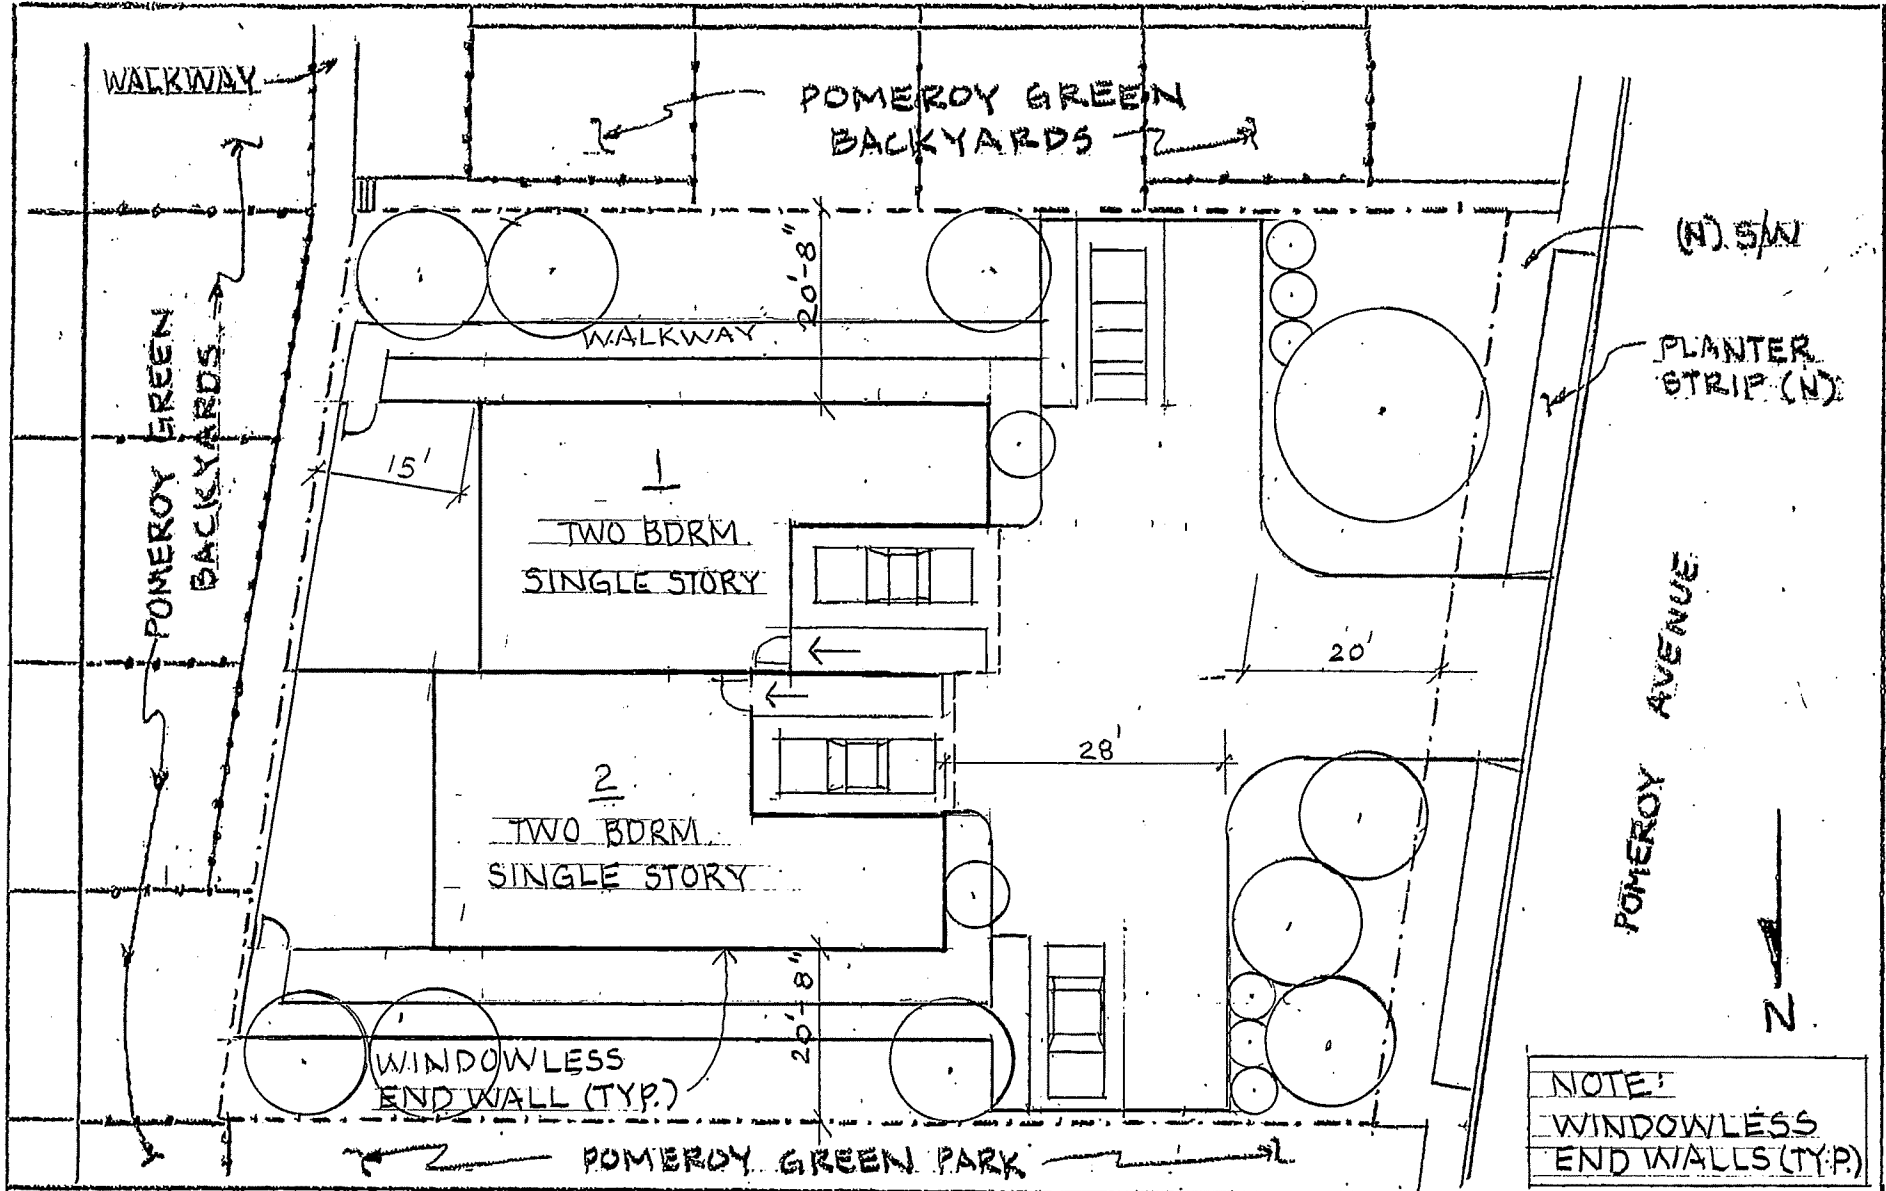 WALKWAY
POMEROY GREEN
BACKYARDS
(N) S/W
PLANTER
STRIP (N)
20'-8"
WALKWAY
POMEROY GREEN
BACKYARDS
15'
1
TWO BDRM.
SINGLE STORY
20'
28'
POMEROY AVENUE
2
TWO BDRM.
SINGLE STORY
20'-8"
WINDOWLESS
END WALL (TYP.)
N
POMEROY GREEN PARK
NOTE:
WINDOWLESS
END WALLS (TYP.)